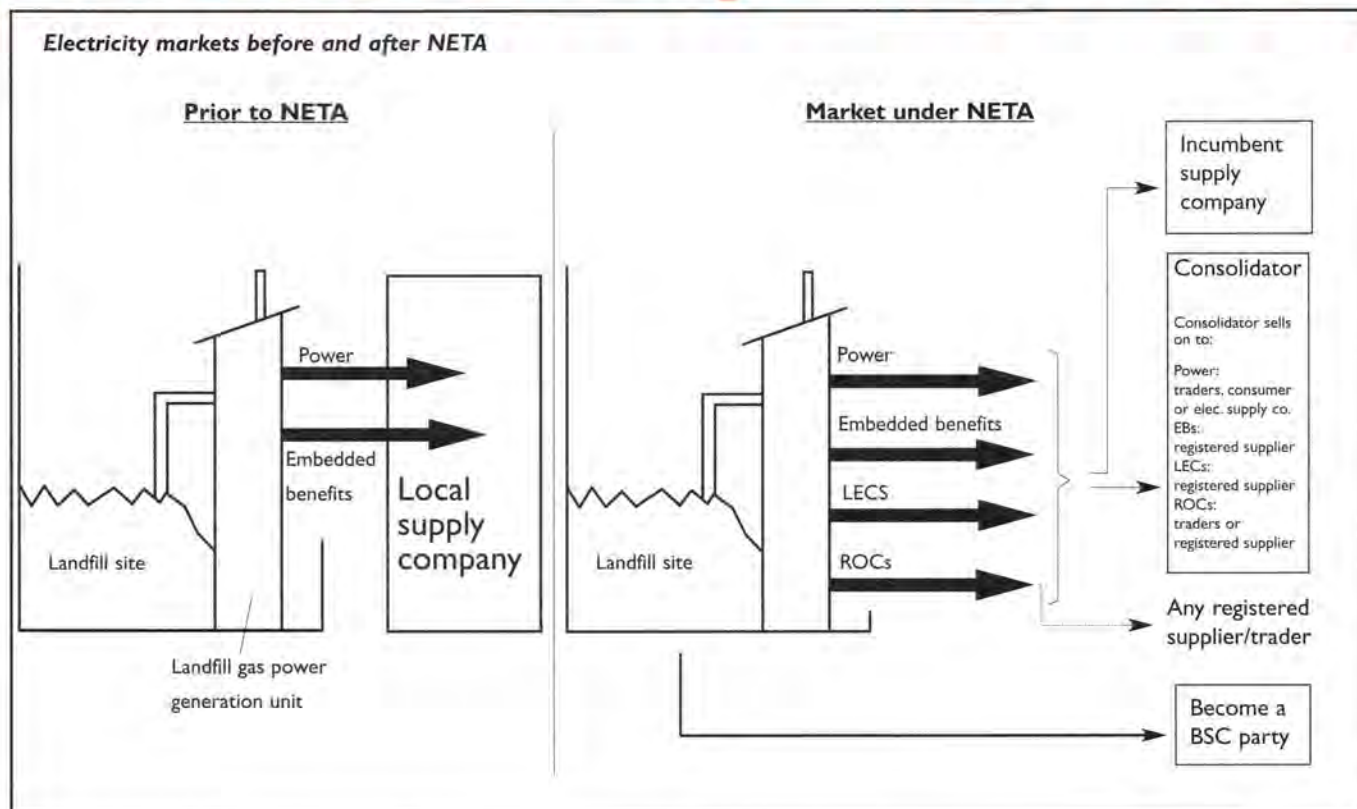 Electricity markets before and after NETA
Prior to NETA
Power
Embedded
benefits
Local
supply
company
Landfill site
Landfill gas power
generation unit
Market under NETA
Power
Embedded benefits
LECS
ROCs
Landfill site
Incumbent
supply
company
Consolidator
Consolidator sells
on to:
Power:
traders, consumer
or elec. supply co.
EBs:
registered supplier
LECs:
registered supplier
ROCs:
traders or
registered supplier
Any registered
supplier/trader
Become a
BSC party